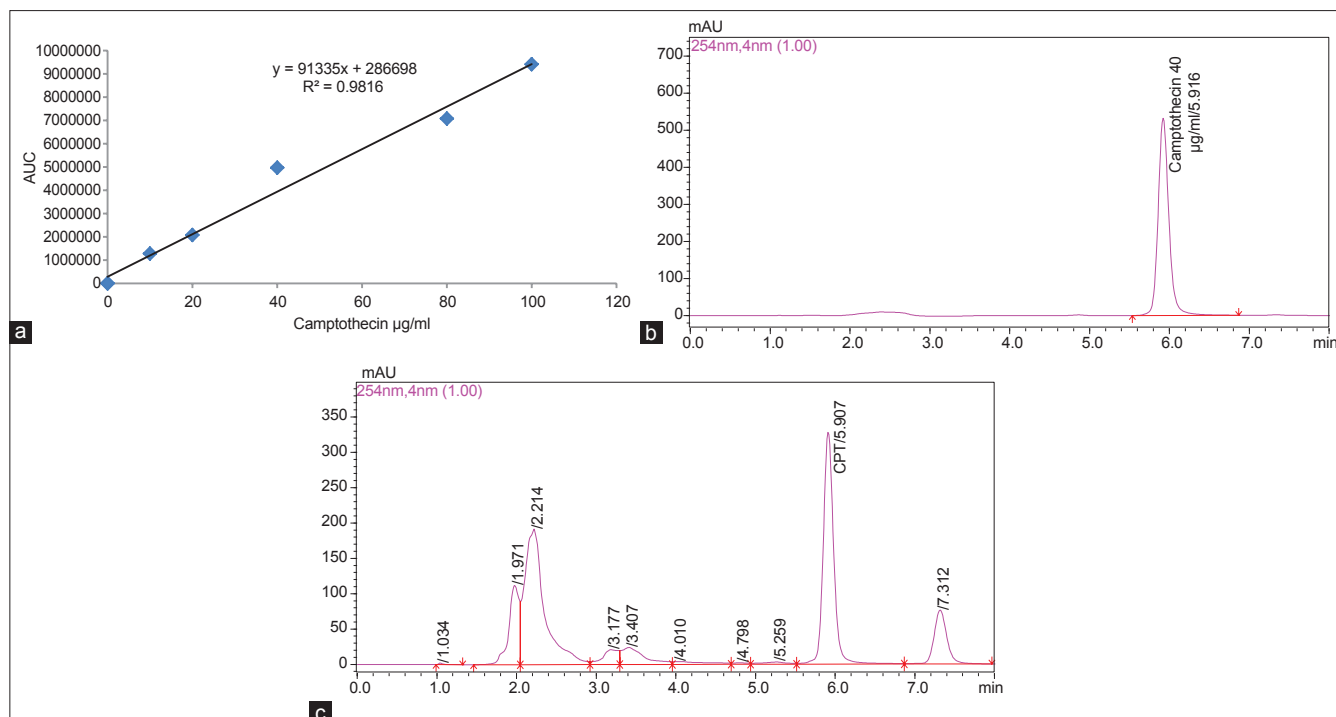 10000000
9000000
8000000
7000000
6000000
5000000
4000000
3000000
2000000
1000000
0
AUC
y = 91335x + 286698
R² = 0.9816
0 20 40 60 80 100 120
Camptothecin µg/ml
a
mAU
254nm,4nm (1.00)
700
600
500
400
300
200
100
0
Camptothecin 40
µg/ml/5.916
0.0 1.0 2.0 3.0 4.0 5.0 6.0 7.0 min
b
mAU
254nm,4nm (1.00)
350
300
250
200
150
100
50
0
/1.034
/1.971
/2.214
/3.177
/3.407
/4.010
/4.798
/5.259
CPT/5.907
/7.312
0.0 1.0 2.0 3.0 4.0 5.0 6.0 7.0 min
c